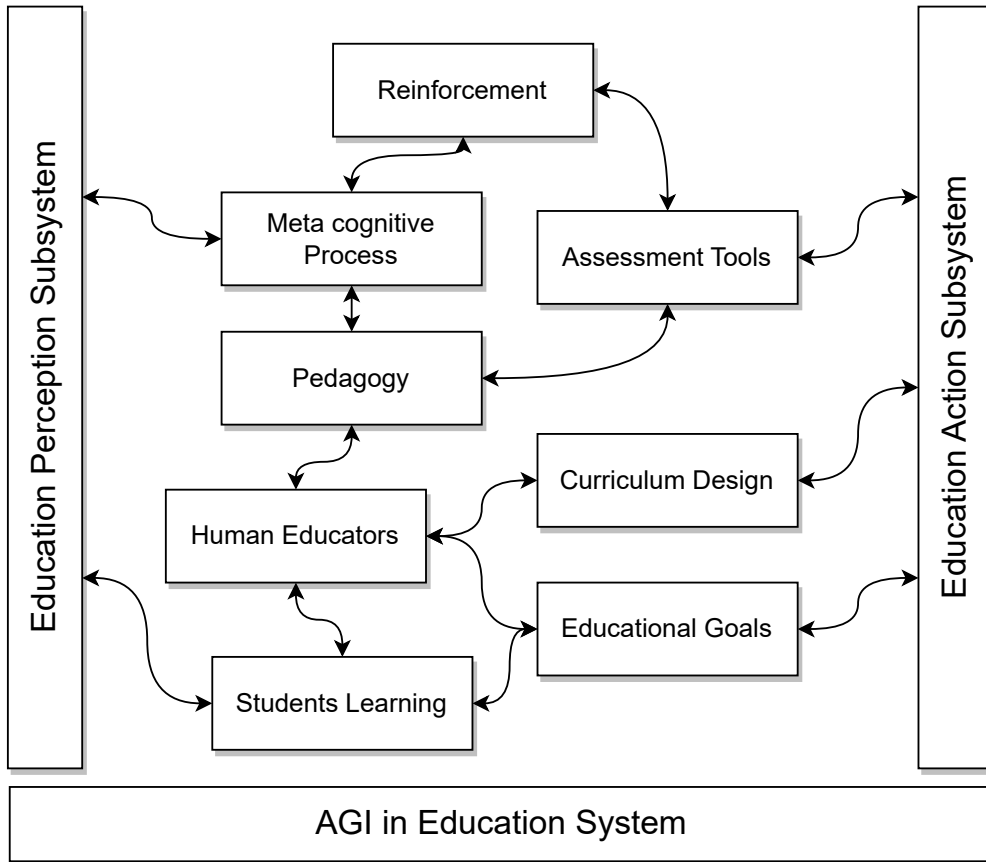 Education Perception Subsystem
Reinforcement
Meta cognitive
Process
Assessment Tools
Pedagogy
Curriculum Design
Human Educators
Educational Goals
Students Learning
Education Action Subsystem
AGI in Education System